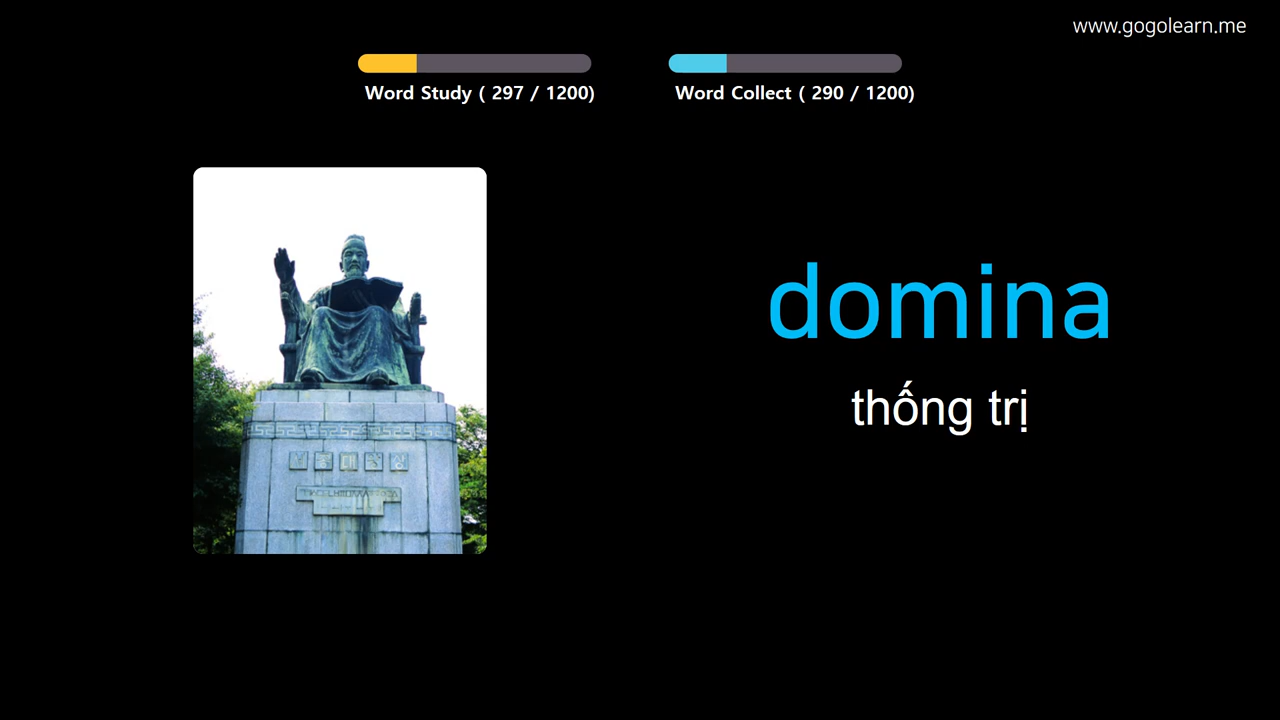 www.gogolearn.me
Word Study ( 297 / 1200)
Word Collect ( 290 / 1200)
domina
thống trị